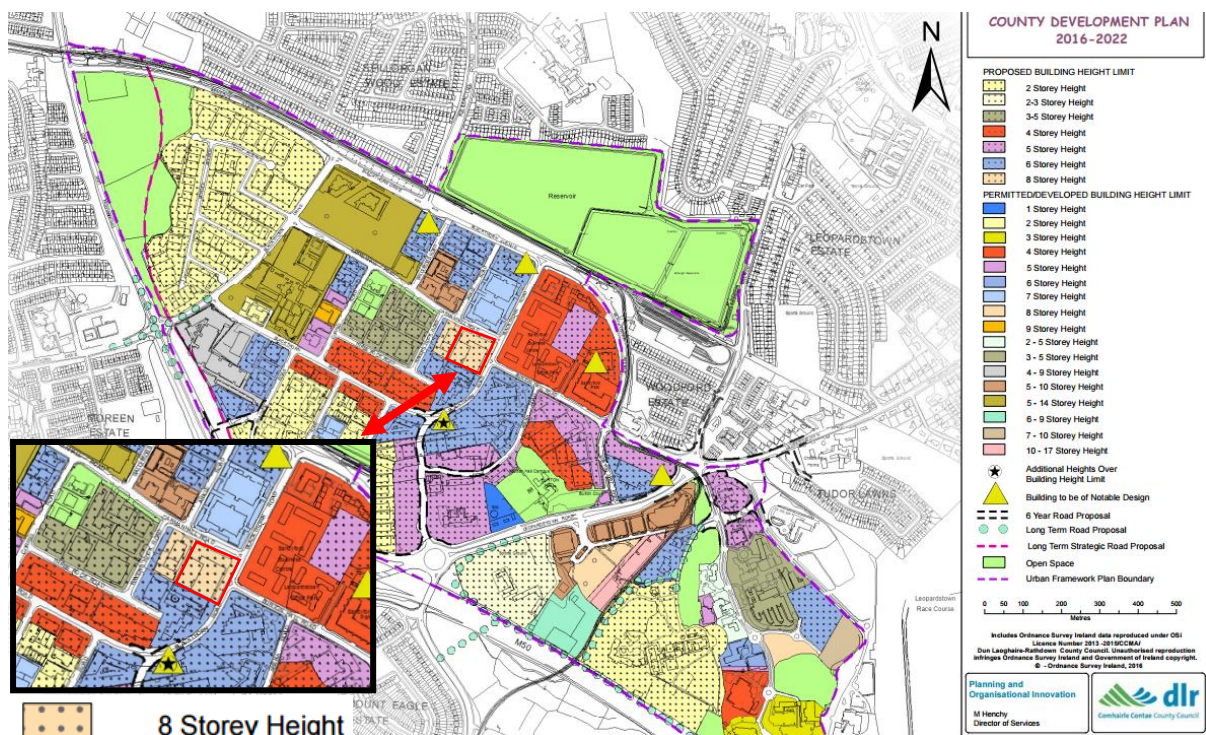 COUNTY DEVELOPMENT PLAN
2016-2022
N
PROPOSED BUILDING HEIGHT LIMIT
2 Storey Height
2-3 Storey Height
3-5 Storey Height
4 Storey Height
5 Storey Height
6 Storey Height
8 Storey Height
PERMITTED/DEVELOPED BUILDING HEIGHT LIMIT
1 Storey Height
2 Storey Height
3 Storey Height
4 Storey Height
5 Storey Height
6 Storey Height
7 Storey Height
8 Storey Height
9 Storey Height
2 - 5 Storey Height
3 - 5 Storey Height
4 - 9 Storey Height
5 - 10 Storey Height
5 - 14 Storey Height
6 - 9 Storey Height
7 - 10 Storey Height
10 - 17 Storey Height
Additional Heights Over
Building Height Limit
Building to be of Notable Design
6 Year Road Proposal
Long Term Road Proposal
Long Term Strategic Road Proposal
Open Space
Urban Framework Plan Boundary
0 50 100 200 300 400 500
Metres
Includes Ordnance Survey Ireland data reproduced under OSi
Licence Number 2013 -2015/CCMA/
Dun Laoghaire-Rathdown County Council. Unauthorised reproduction
infringes Ordnance Survey Ireland and Government of Ireland copyright.
© - Ordnance Survey Ireland, 2016
Planning and
Organisational Innovation
M Henchy
Director of Services
dlr
Comhairle Contae County Council
ESTATE
Reservoir
LEOPARDSTOWN
ESTATE
Sports Ground
WOODFORD
ESTATE
MOREEN
ESTATE
TUDOR LAWNS
Leopardstown
Race Course
M50
MOUNT EAGLE
ESTATE
8 Storey Height